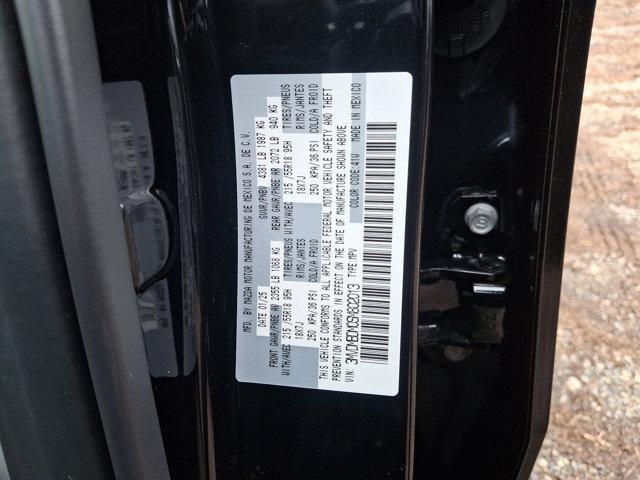 MFG. BY MAZDA MOTOR MANUFACTURING DE MEXICO S.A. DE C.V.
DATE 01/25 GVWR/PNBV 4381 LB 1987 KG
FRONT GAWR/PNBE AV 2355 LB 1068 KG REAR GAWR/PNBE AR 2072 LB 940 KG
WITH/AVEC 215 /55R18 95H TIRES/PNEUS WITH/AVEC 215 /55R18 95H TIRES/PNEUS
18X7J RIMS/JANTES 18X7J RIMS/JANTES
250 KPA/36 PSI COLD/A FROID 250 KPA/36 PSI COLD/A FROID
THIS VEHICLE CONFORMS TO ALL APPLICABLE FEDERAL MOTOR VEHICLE SAFETY AND THEFT
PREVENTION STANDARDS IN EFFECT ON THE DATE OF MANUFACTURE SHOWN ABOVE.
COLOR CODE:41W MADE IN MEXICO
VIN: TYPE MPV